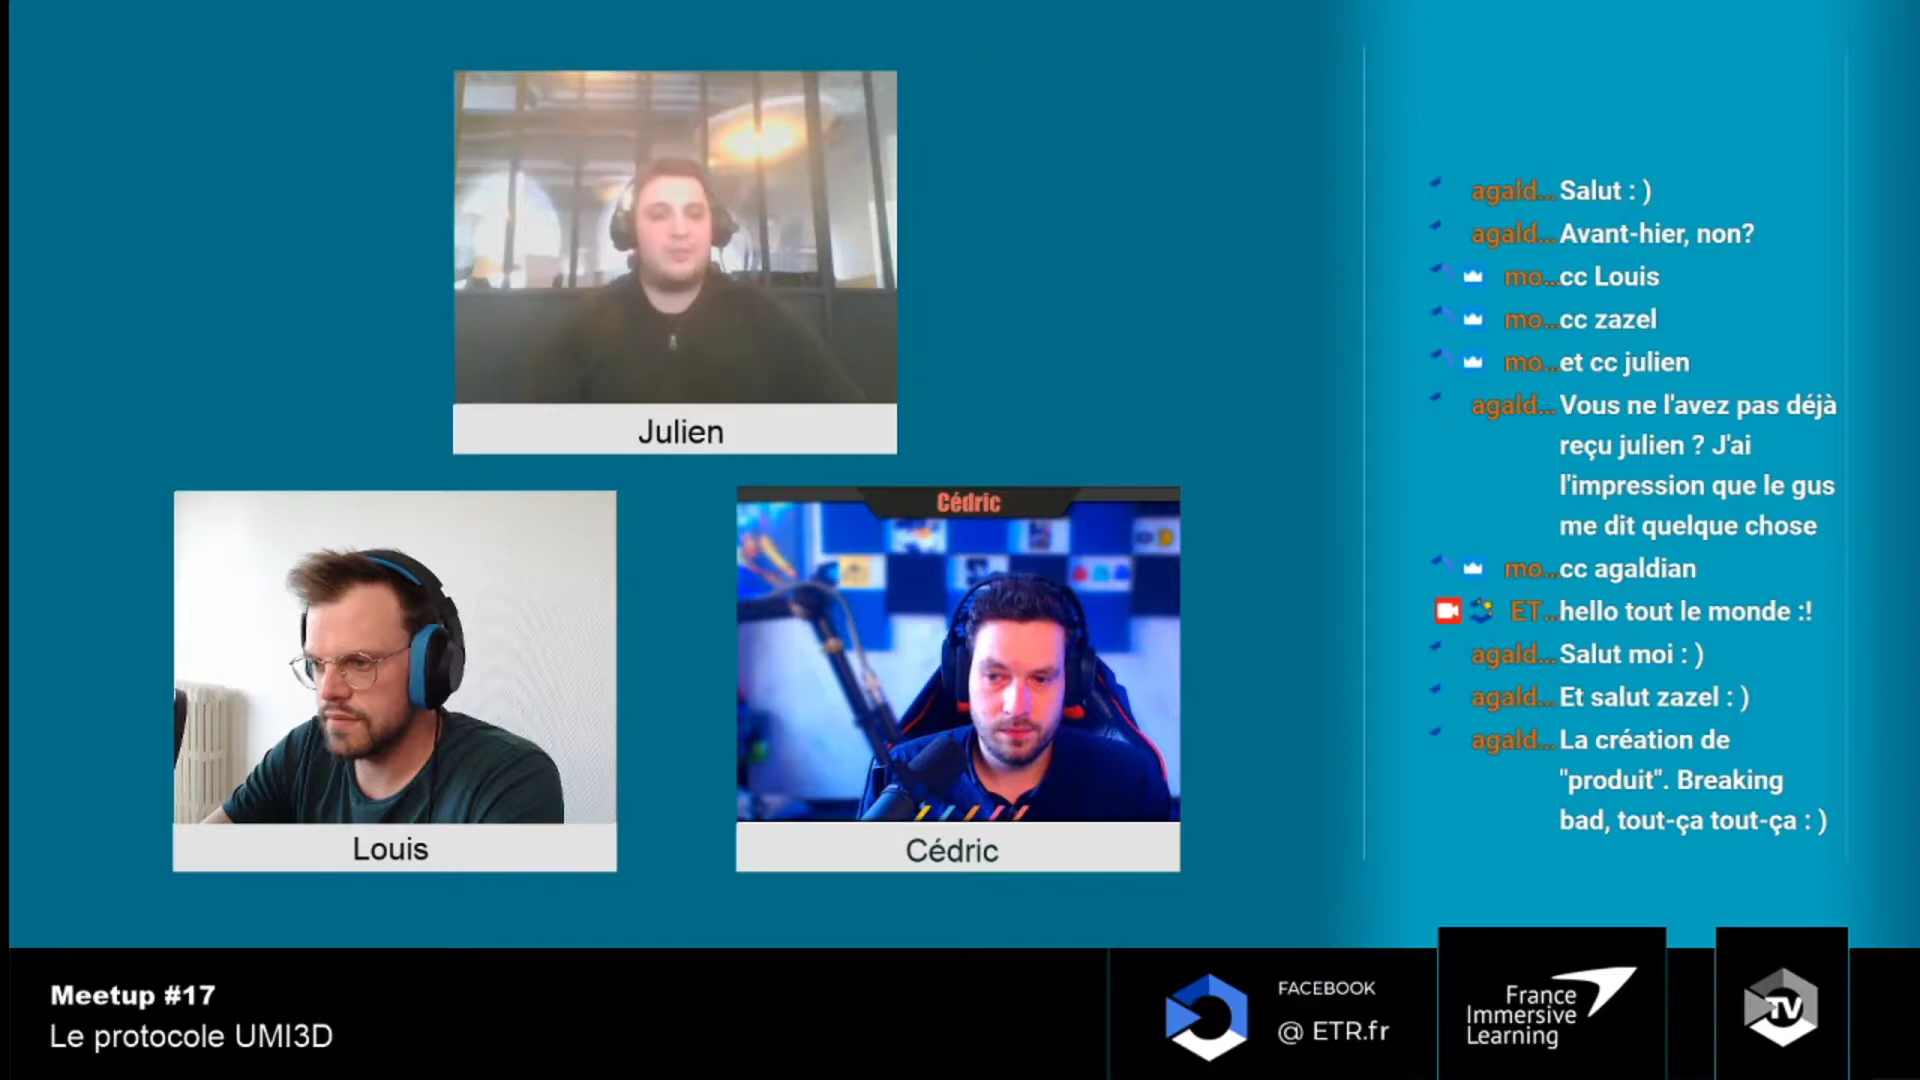 Julien
Cédric
Louis
Cédric
agald... Salut : )
agald... Avant-hier, non?
mo...cc Louis
mo...cc zazel
mo...et cc julien
agald... Vous ne l'avez pas déjà
reçu julien ? J'ai
l'impression que le gus
me dit quelque chose
mo...cc agaldian
ET...hello tout le monde :!
agald... Salut moi : )
agald... Et salut zazel : )
agald... La création de
"produit". Breaking
bad, tout-ça tout-ça : )
Meetup #17
Le protocole UMI3D
FACEBOOK
@ ETR.fr
France
Immersive
Learning
TV